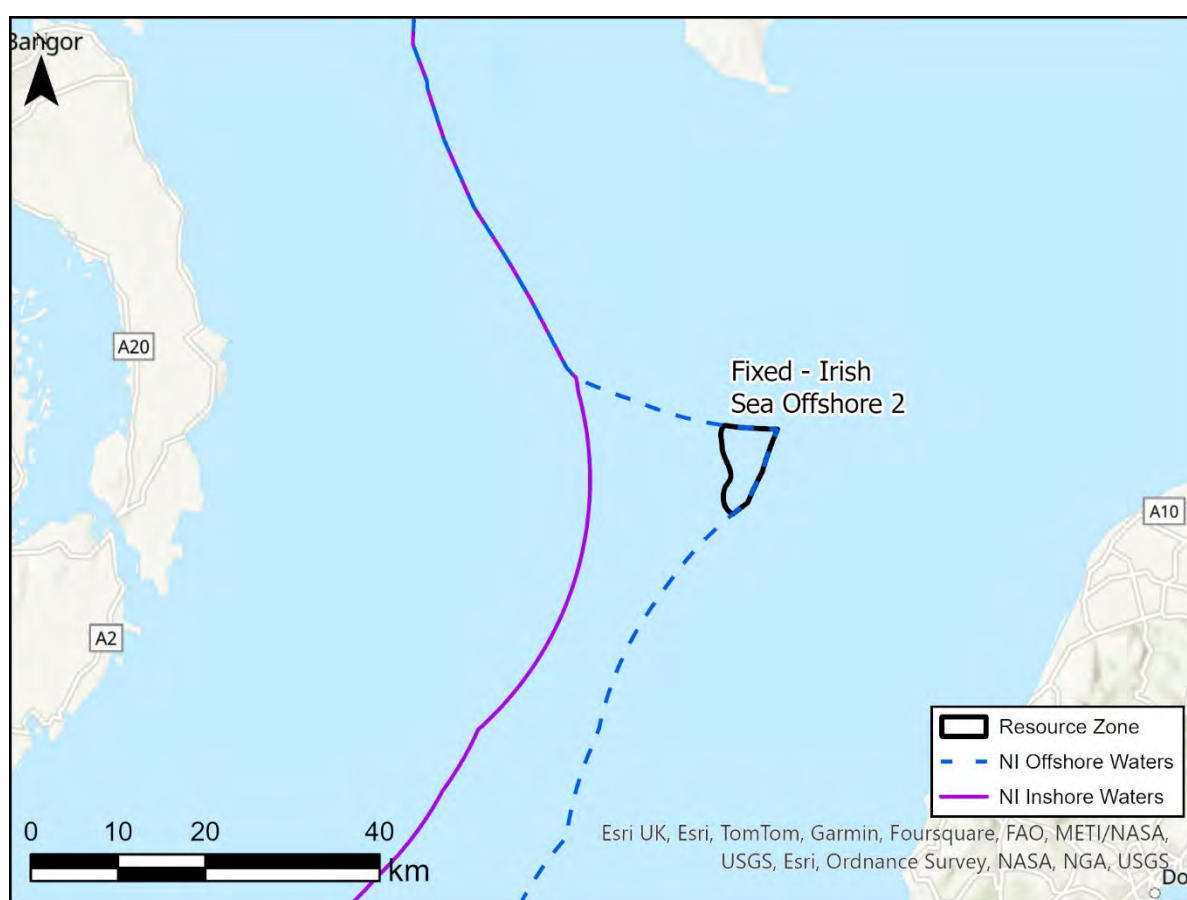 Bangor
A20
Fixed - Irish
Sea Offshore 2
A10
A2
Resource Zone
NI Offshore Waters
NI Inshore Waters
0 10 20 40
km
Esri UK, Esri, TomTom, Garmin, Foursquare, FAO, METI/NASA,
USGS, Esri, Ordnance Survey, NASA, NGA, USGS
Do